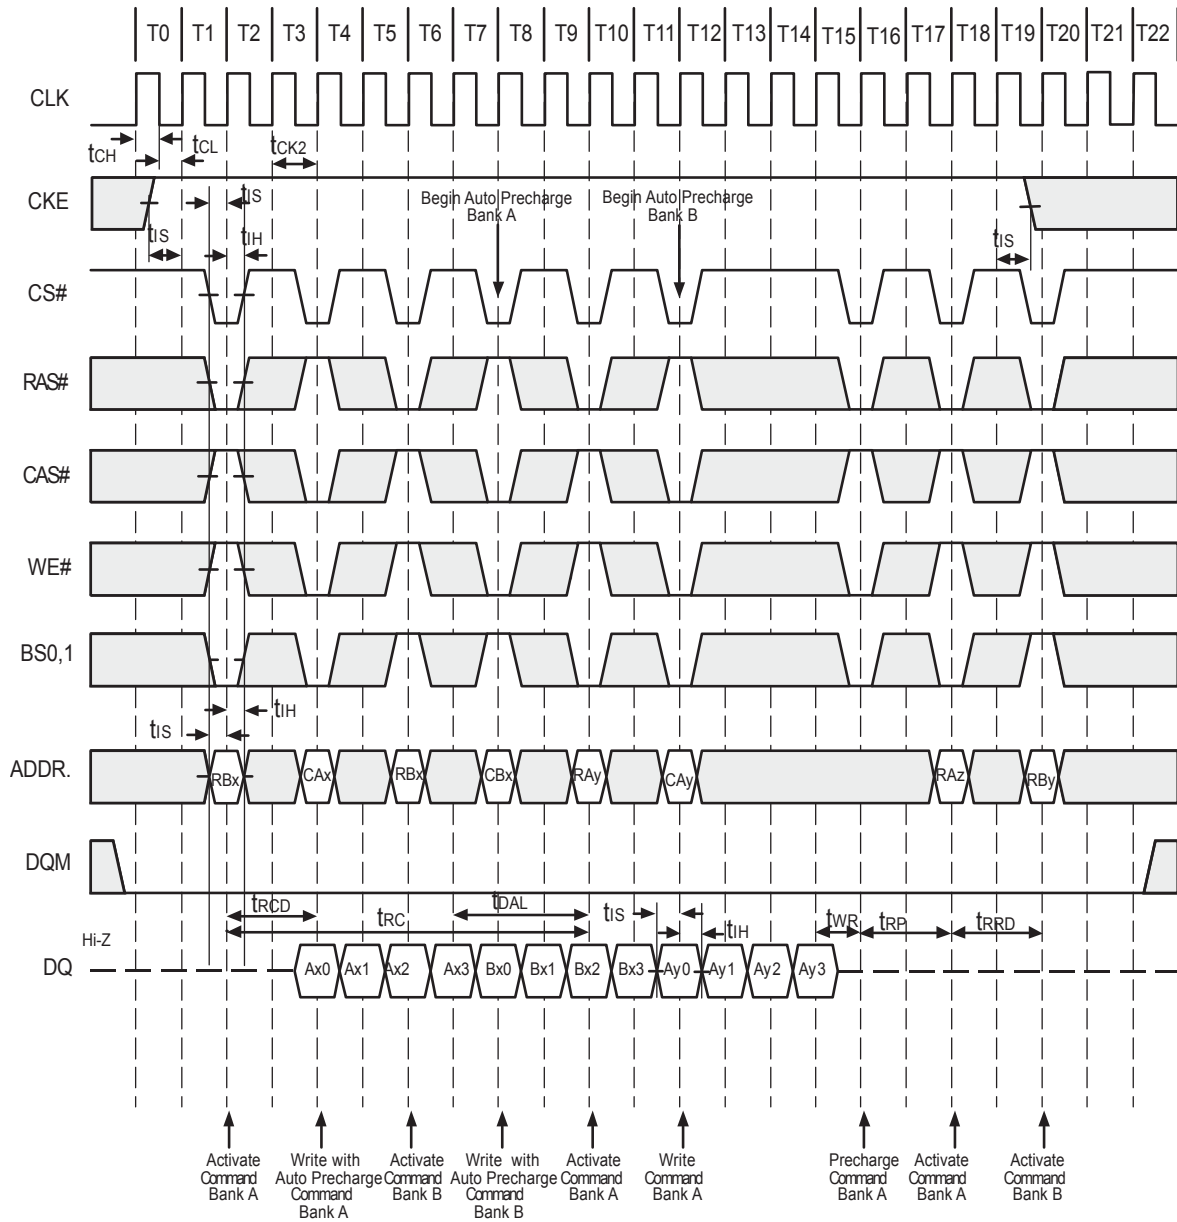 T0 T1 T2 T3 T4 T5 T6 T7 T8 T9 T10 T11 T12 T13 T14 T15 T16 T17 T18 T19 T20 T21 T22
CLK
tCH tCL tCK2
CKE
tIS
Begin Auto Precharge
Bank A
Begin Auto Precharge
Bank B
tIS tIH tIS
CS#
RAS#
CAS#
WE#
BS0,1
tIS tIH
ADDR.
RBx CAx RBx CBx RAy CAy RAz RBy
DQM
tRCD tRC tDAL tIS tIH tWR tRP tRRD
Hi-Z
DQ
Ax0 Ax1 Ax2 Ax3 Bx0 Bx1 Bx2 Bx3 Ay0 Ay1 Ay2 Ay3
Activate
Command
Bank A
Write with
Auto Precharge
Command
Bank A
Activate
Command
Bank B
Write with
Auto Precharge
Command
Bank B
Activate
Command
Bank A
Write
Command
Bank A
Precharge
Command
Bank A
Activate
Command
Bank A
Activate
Command
Bank B